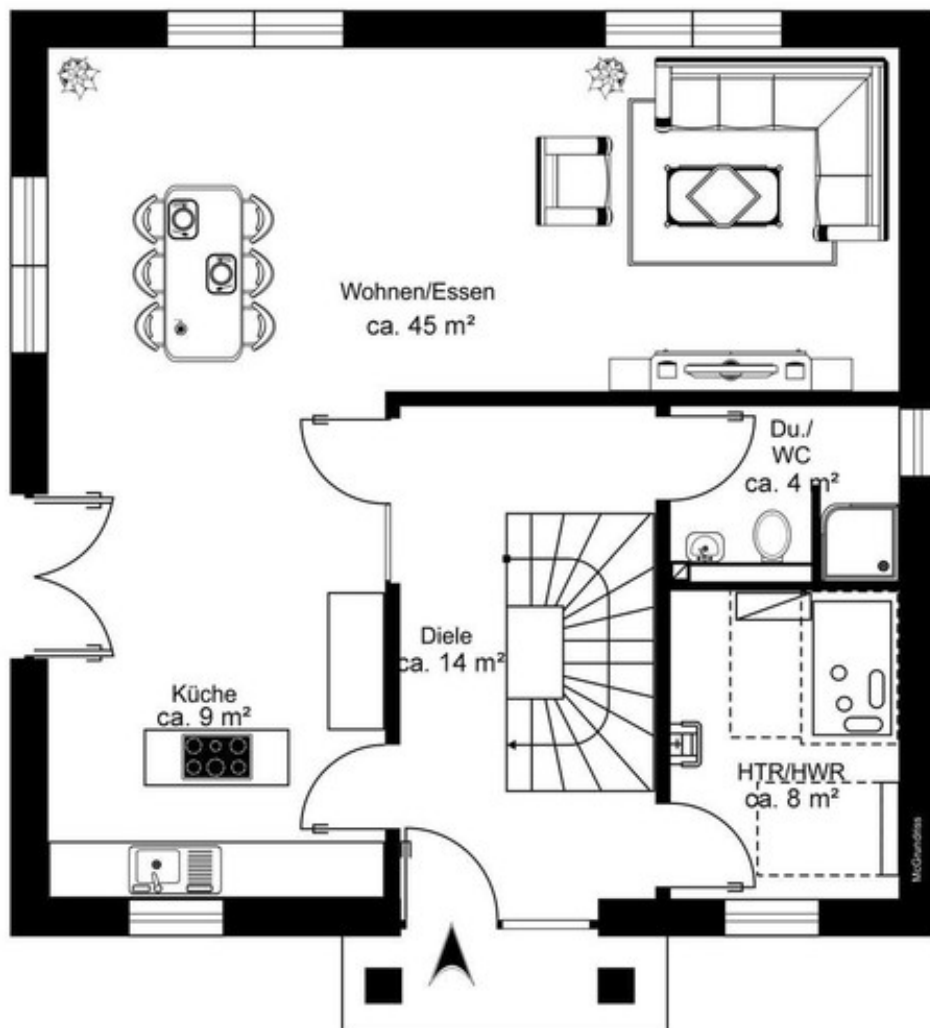 Wohnen/Essen
ca. 45 m²
Du./
WC
ca. 4 m²
Diele
ca. 14 m²
Küche
ca. 9 m²
HTR/HWR
ca. 8 m²
McGrundriss